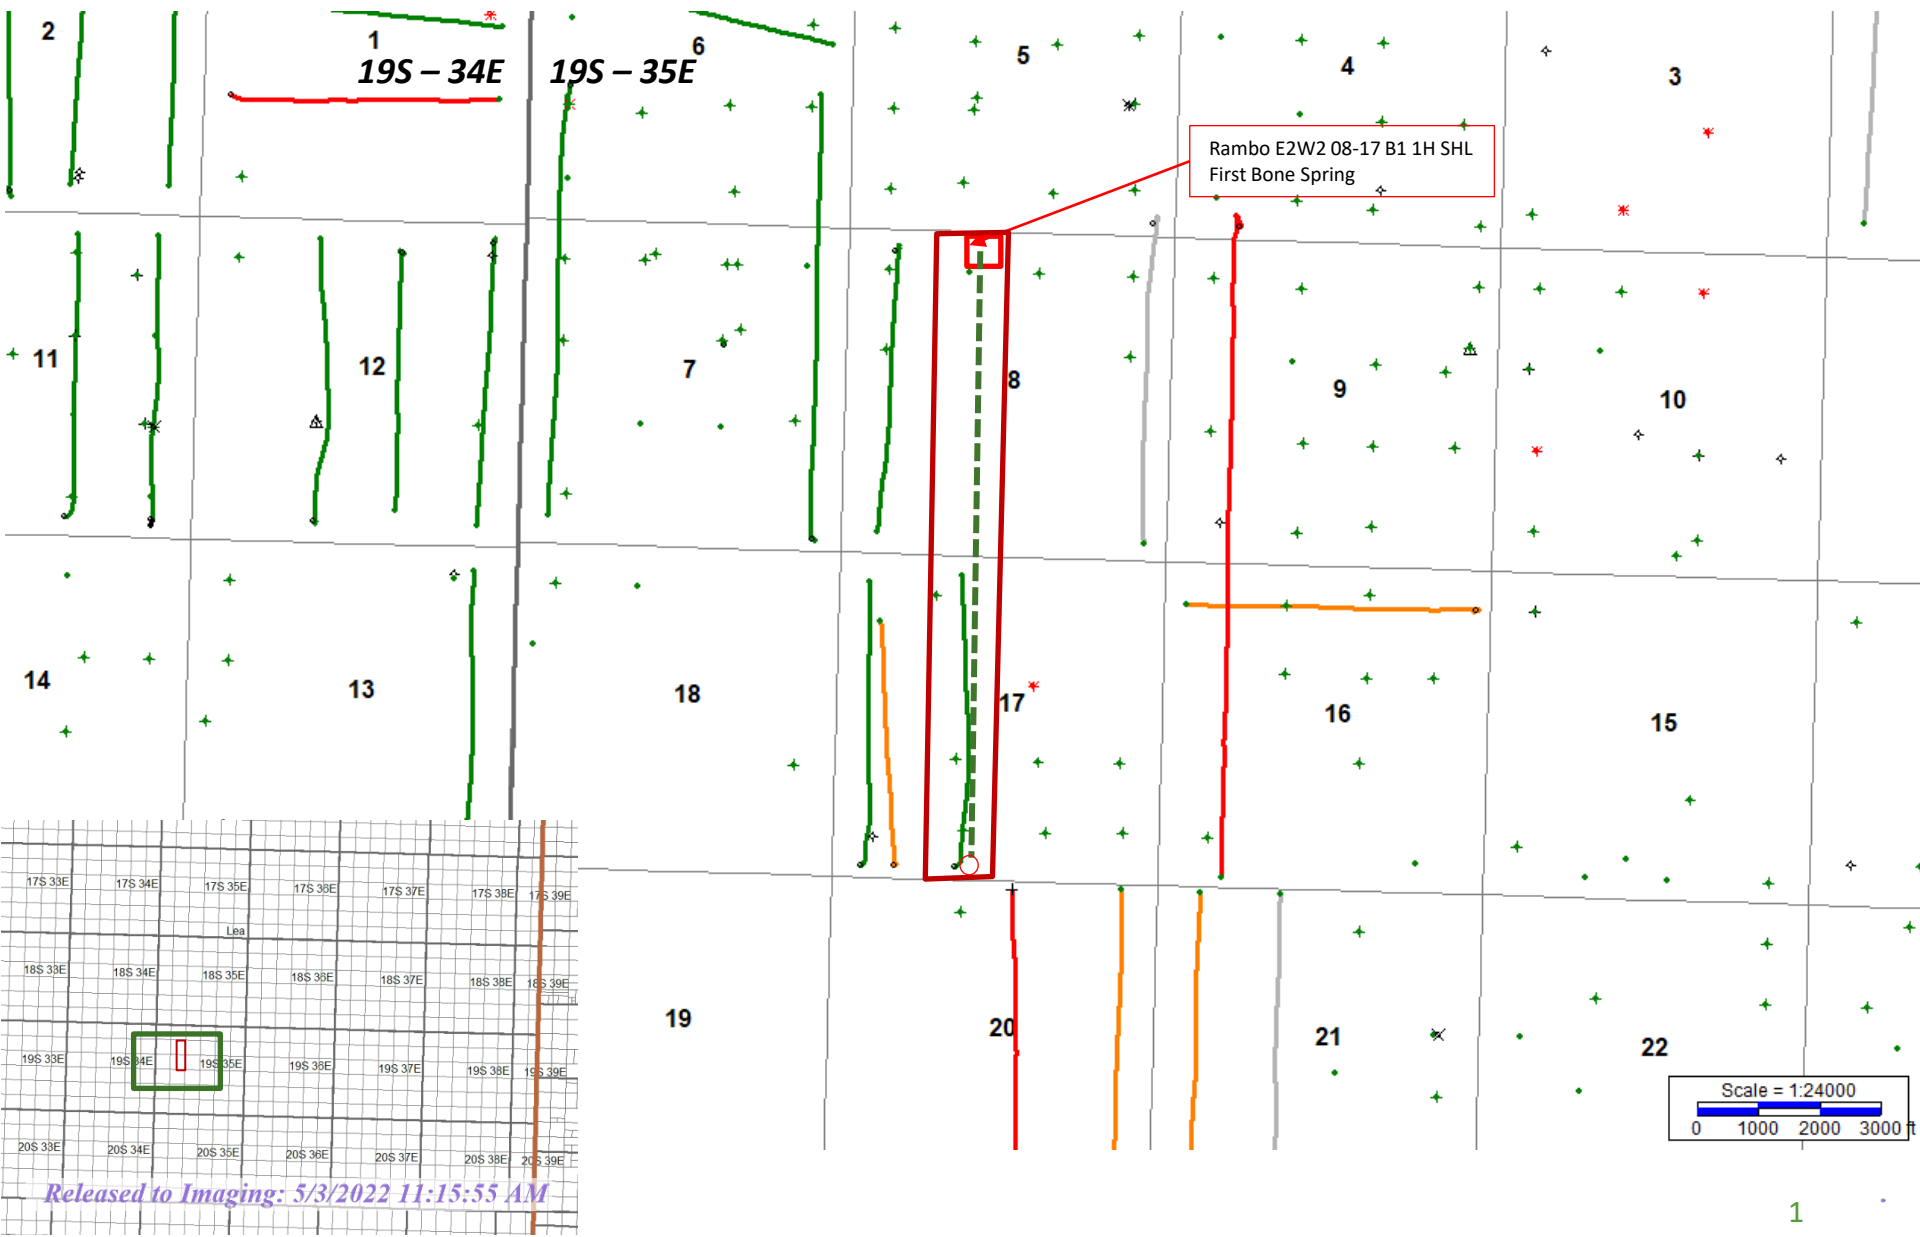 2
1
6
5
4
3
19S – 34E
19S – 35E
Rambo E2W2 08-17 B1 1H SHL
First Bone Spring
11
12
7
8
9
10
14
13
18
17
16
15
19
20
21
22
17S 33E
17S 34E
17S 35E
17S 36E
17S 37E
17S 38E
17S 39E
Lea
18S 33E
18S 34E
18S 35E
18S 36E
18S 37E
18S 38E
18S 39E
19S 33E
19S 34E
19S 35E
19S 36E
19S 37E
19S 38E
19S 39E
20S 33E
20S 34E
20S 35E
20S 36E
20S 37E
20S 38E
20S 39E
Released to Imaging: 5/3/2022 11:15:55 AM
Scale = 1:24000
0 1000 2000 3000 ft
1